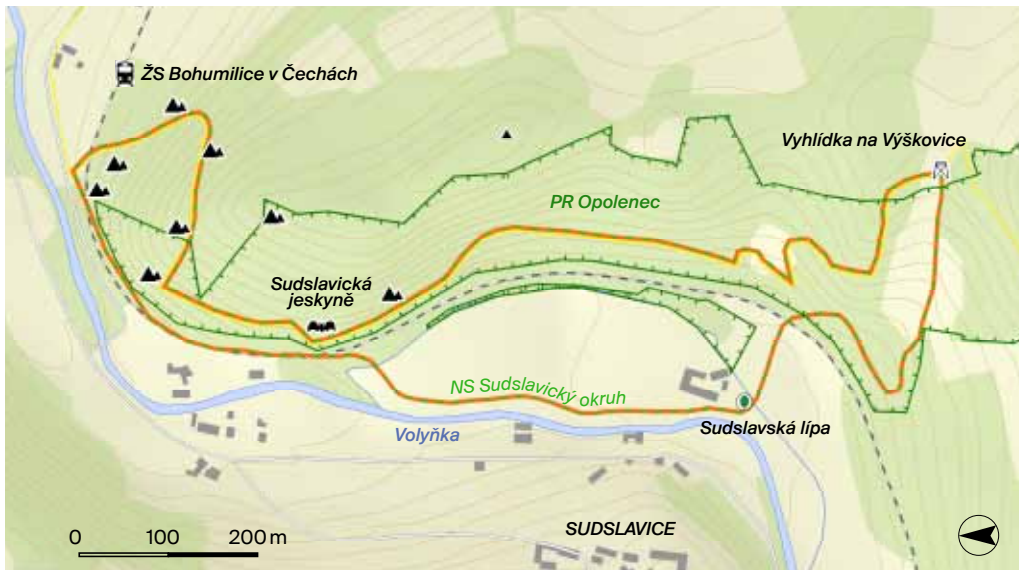 ŽS Bohumilice v Čechách
Vyhlídka na Výškovice
PR Opolenec
Sudslavická
jeskyně
NS Sudslavický okruh
Sudslavská lípa
Volyňka
SUDSLAVICE
0 100 200 m